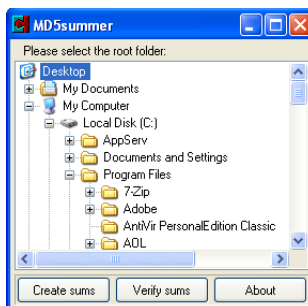 MD5summer
Please select the root folder:
Desktop
My Documents
My Computer
Local Disk (C:)
AppServ
Documents and Settings
Program Files
7-Zip
Adobe
AntiVir PersonalEdition Classic
AOL
Create sums Verify sums About